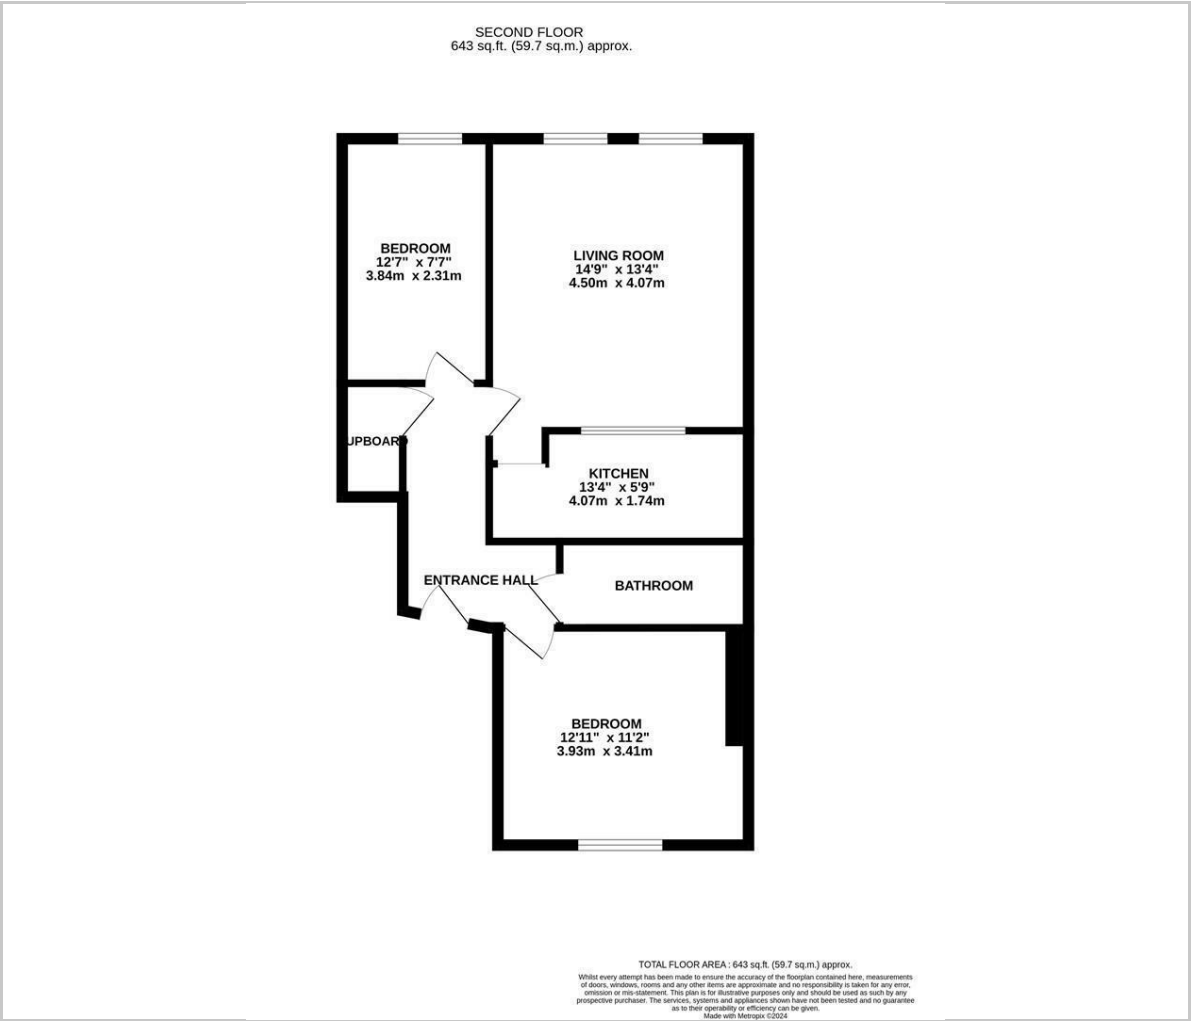 SECOND FLOOR
643 sq.ft. (59.7 sq.m.) approx.
BEDROOM
12'7" x 7'7"
3.84m x 2.31m
LIVING ROOM
14'9" x 13'4"
4.50m x 4.07m
UPBOAR
KITCHEN
13'4" x 5'9"
4.07m x 1.74m
ENTRANCE HALL
BATHROOM
BEDROOM
12'11" x 11'2"
3.93m x 3.41m
TOTAL FLOOR AREA : 643 sq.ft. (59.7 sq.m.) approx.
Whilst every attempt has been made to ensure the accuracy of the floorplan contained here, measurements
of doors, windows, rooms and any other items are approximate and no responsibility is taken for any error,
omission or mis-statement. This plan is for illustrative purposes only and should be used as such by any
prospective purchaser. The services, systems and appliances shown have not been tested and no guarantee
as to their operability or efficiency can be given.
Made with Metropix ©2024